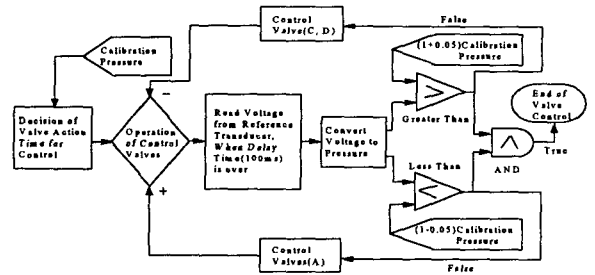 Control
Valve(C, D)
False
Calibration
Pressure
(1+0.05)Calibration
Pressure
>
Greater Than
End of
Valve
Control
Decision of
Valve Action
Time for
Control
−
Operation
of Control
Valves
+
Read Voltage
from Reference
Transducer,
When Delay
Time(100ms)
is over
Convert
Voltage to
Pressure
Less Than
<
∧
AND
True
(1-0.05)Calibration
Pressure
Control
Valves(A)
False